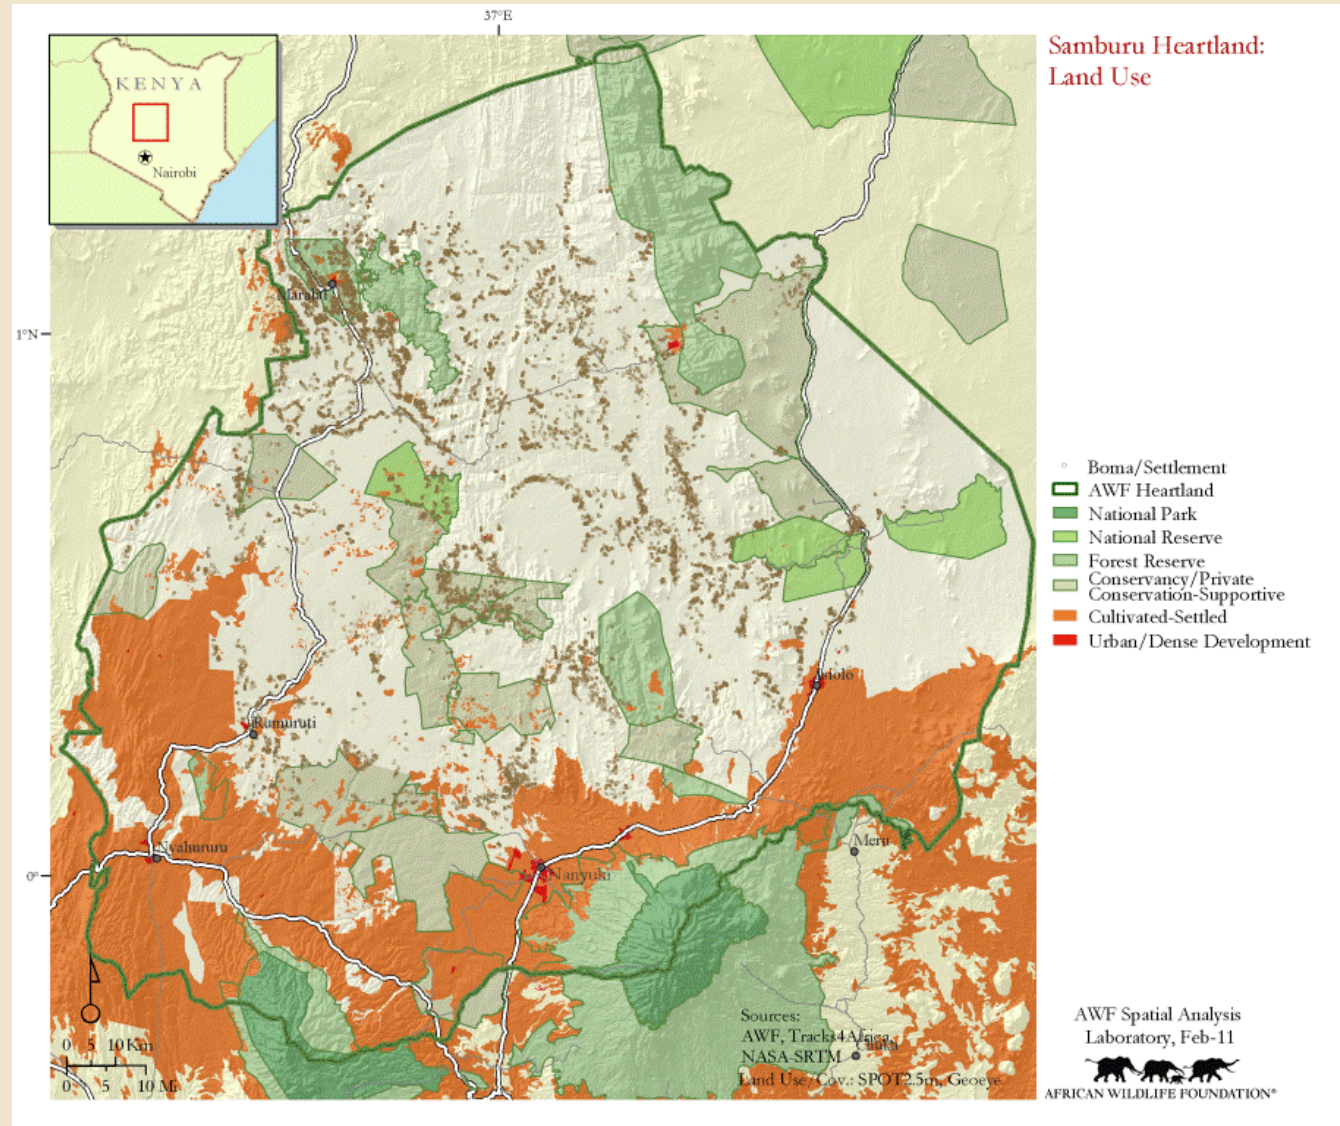 37°E
Samburu Heartland:
Land Use
KENYA
Nairobi
Maralal
1°N
Boma/Settlement
AWF Heartland
National Park
National Reserve
Forest Reserve
Conservancy/Private
Conservation-Supportive
Cultivated-Settled
Urban/Dense Development
Isiolo
Rumuruti
Nyahururu
Meru
0°
Nanyuki
Sources:
AWF, Tracks4Africa,
NASA-SRTM
Chuka
Land Use/Cov.: SPOT2.5m, Geoeye
0 5 10 Km
0 5 10 Mi
AWF Spatial Analysis
Laboratory, Feb-11
AFRICAN WILDLIFE FOUNDATION®